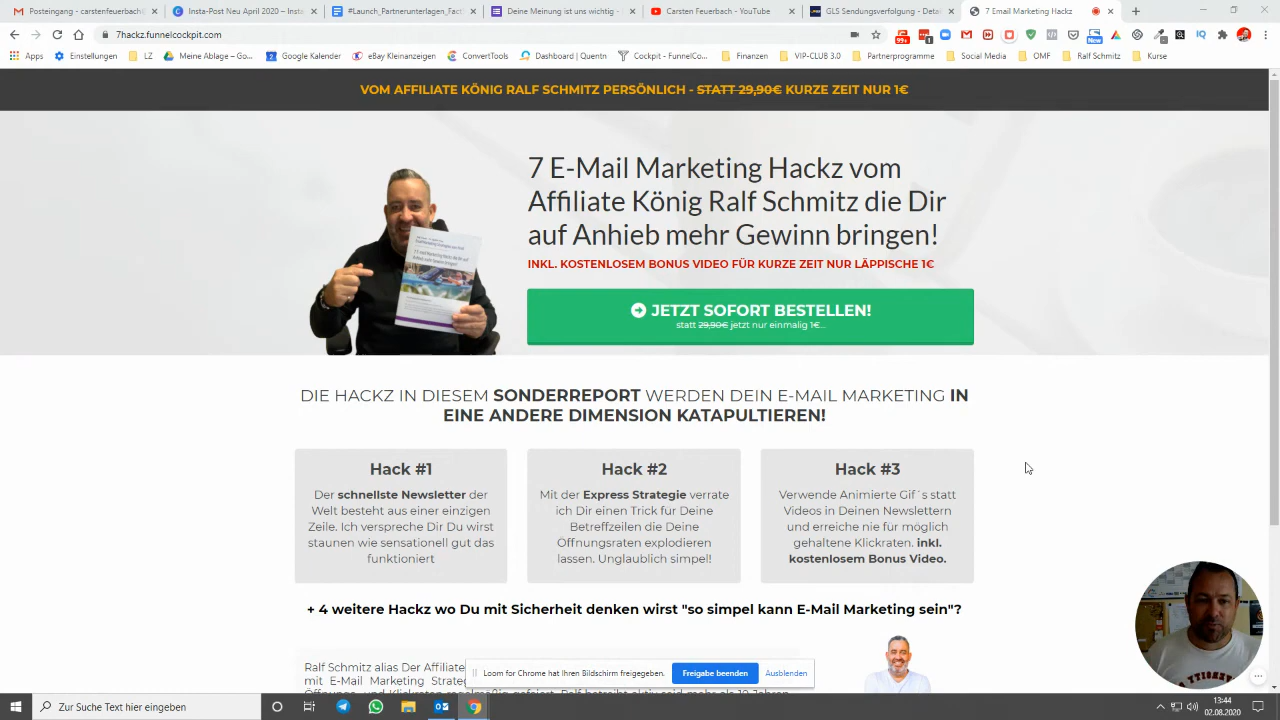 Posteingang - carstenfeuerbach
Insta-Post Neu April 2020 – Insta
#Launch_Partnerunterlagen_Fac
Deine Meinung ist uns wichtig -
Carsten Feuerbach - YouTube
GLS Sendungsverfolgung - Detail
7 Email Marketing Hackz
7hackz.funnelcockpit.com
99+
1
New
IQ
Apps
LZ
Meine Ablage – Go...
Google Kalender
eBay Kleinanzeigen
ConvertTools
Dashboard | Quentn
Cockpit - FunnelCo...
Finanzen
VIP-CLUB 3.0
Partnerprogramme
Social Media
OMF
Ralf Schmitz
Kurse
VOM AFFILIATE KÖNIG RALF SCHMITZ PERSÖNLICH - STATT 29,90€ KURZE ZEIT NUR 1€
7 E-Mail Marketing Hackz vom
Affiliate König Ralf Schmitz die Dir
auf Anhieb mehr Gewinn bringen!
INKL. KOSTENLOSEM BONUS VIDEO FÜR KURZE ZEIT NUR LÄPPISCHE 1€
JETZT SOFORT BESTELLEN!
statt 29,90€ jetzt nur einmalig 1€...
DIE HACKZ IN DIESEM SONDERREPORT WERDEN DEIN E-MAIL MARKETING IN
EINE ANDERE DIMENSION KATAPULTIEREN!
Hack #1
Der schnellste Newsletter der
Welt besteht aus einer einzigen
Zeile. Ich verspreche Dir Du wirst
staunen wie sensationell gut das
funktioniert
Hack #2
Mit der Express Strategie verrate
ich Dir einen Trick für Deine
Betreffzeilen die Deine
Öffnungsraten explodieren
lassen. Unglaublich simpel!
Hack #3
Verwende Animierte Gif´s statt
Videos in Deinen Newslettern
und erreiche nie für möglich
gehaltene Klickraten. inkl.
kostenlosem Bonus Video.
+ 4 weitere Hackz wo Du mit Sicherheit denken wirst "so simpel kann E-Mail Marketing sein"?
Ralf Schmitz alias Der Affiliate
mit E-Mail Marketing
Loom for Chrome hat Ihren Bildschirm freigegeben.
Freigabe beenden
Ausblenden
Zur Suche Text hier eingeben
13:44
02.08.2020